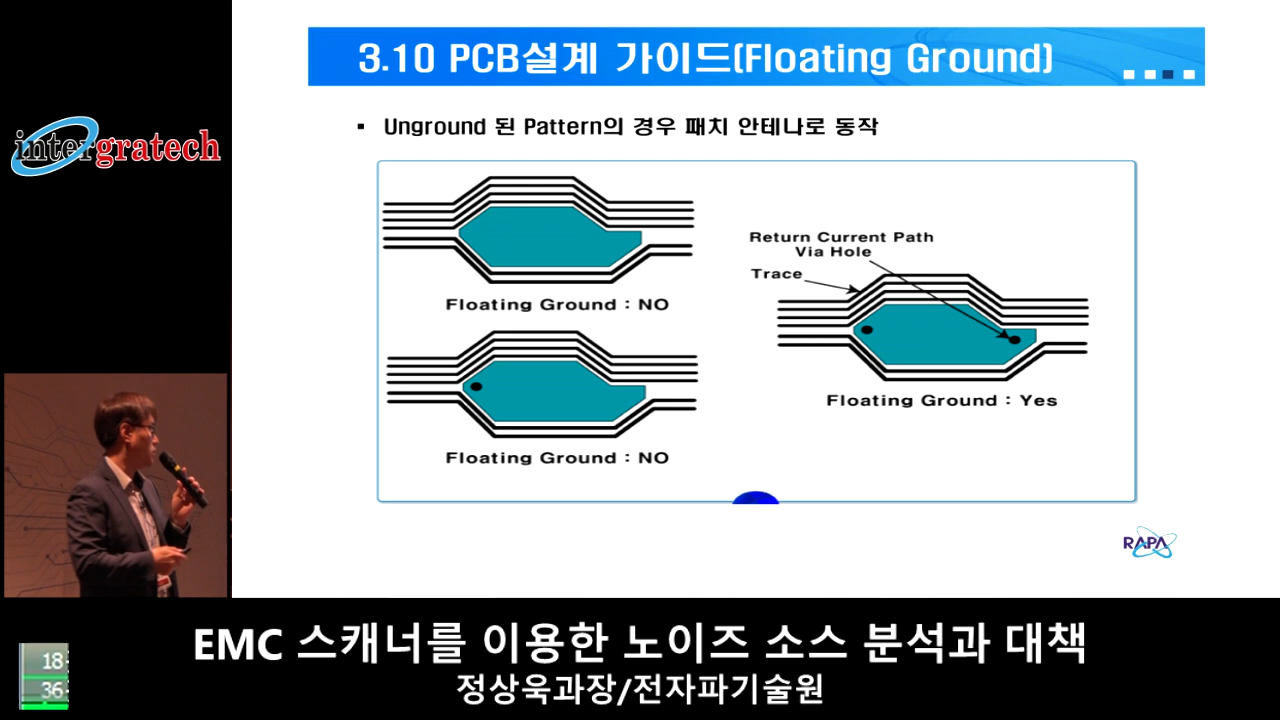 3.10 PCB설계 가이드(Floating Ground)
▪ Unground 된 Pattern의 경우 패치 안테나로 동작
intergratech
Return Current Path
Via Hole
Trace
Floating Ground : NO
Floating Ground : Yes
Floating Ground : NO
RAPA
EMC 스캐너를 이용한 노이즈 소스 분석과 대책
정상욱과장/전자파기술원
18:
36: